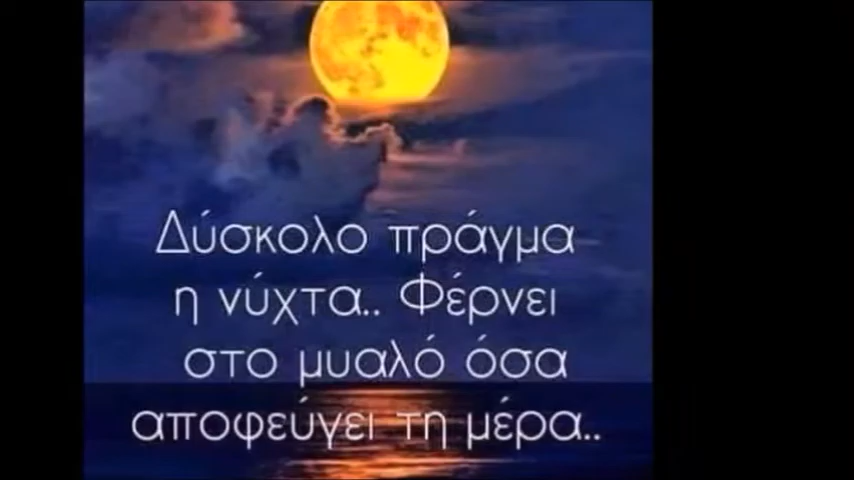 Δύσκολο πράγμα
η νύχτα.. Φέρνει
στο μυαλό όσα
αποφεύγει τη μέρα..